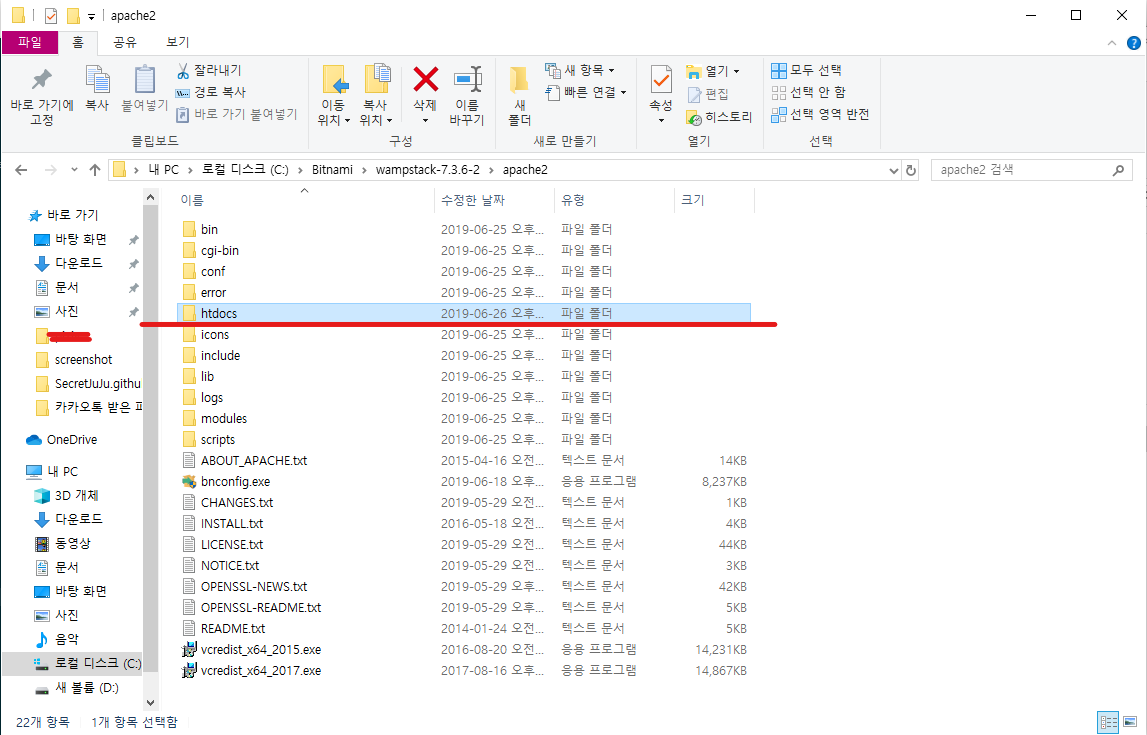 apache2
파일 홈 공유 보기
바로 가기에 고정
복사
붙여넣기
잘라내기
경로 복사
바로 가기 붙여넣기
클립보드
이동 위치
복사 위치
삭제
이름 바꾸기
구성
새 폴더
새 항목
빠른 연결
새로 만들기
속성
열기
편집
히스토리
열기
모두 선택
선택 안 함
선택 영역 반전
선택
내 PC > 로컬 디스크 (C:) > Bitnami > wampstack-7.3.6-2 > apache2
apache2 검색
바로 가기
바탕 화면
다운로드
문서
사진
screenshot
SecretJuJu.githu
카카오톡 받은 파
OneDrive
내 PC
3D 개체
다운로드
동영상
문서
바탕 화면
사진
음악
로컬 디스크 (C:)
새 볼륨 (D:)
이름 수정한 날짜 유형 크기
bin 2019-06-25 오후... 파일 폴더
cgi-bin 2019-06-25 오후... 파일 폴더
conf 2019-06-25 오후... 파일 폴더
error 2019-06-25 오후... 파일 폴더
htdocs 2019-06-26 오후... 파일 폴더
icons 2019-06-25 오후... 파일 폴더
include 2019-06-25 오후... 파일 폴더
lib 2019-06-25 오후... 파일 폴더
logs 2019-06-25 오후... 파일 폴더
modules 2019-06-25 오후... 파일 폴더
scripts 2019-06-25 오후... 파일 폴더
ABOUT_APACHE.txt 2015-04-16 오전... 텍스트 문서 14KB
bnconfig.exe 2019-06-18 오후... 응용 프로그램 8,237KB
CHANGES.txt 2019-05-29 오후... 텍스트 문서 1KB
INSTALL.txt 2016-05-18 오전... 텍스트 문서 4KB
LICENSE.txt 2019-05-29 오후... 텍스트 문서 44KB
NOTICE.txt 2019-05-29 오후... 텍스트 문서 3KB
OPENSSL-NEWS.txt 2019-05-29 오후... 텍스트 문서 42KB
OPENSSL-README.txt 2019-05-29 오후... 텍스트 문서 5KB
README.txt 2014-01-24 오전... 텍스트 문서 5KB
vcredist_x64_2015.exe 2016-08-20 오전... 응용 프로그램 14,231KB
vcredist_x64_2017.exe 2017-08-16 오후... 응용 프로그램 14,867KB
22개 항목 1개 항목 선택함